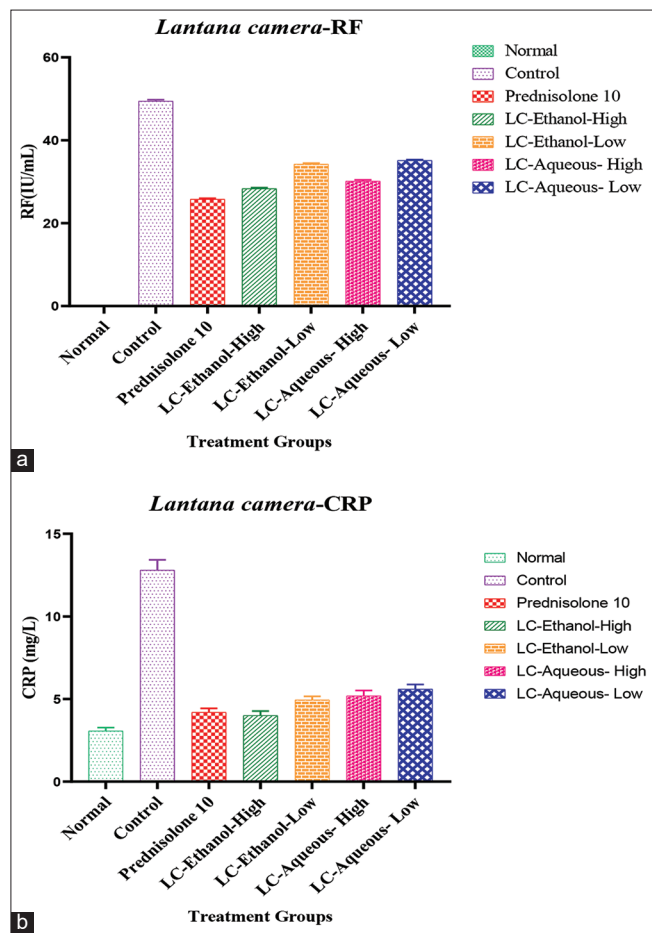 Lantana camera-RF
60
40
20
0
RF(IU/mL)
Normal
Control
Prednisolone 10
LC-Ethanol-High
LC-Ethanol-Low
LC-Aqueous- High
LC-Aqueous- Low
Treatment Groups
Normal
Control
Prednisolone 10
LC-Ethanol-High
LC-Ethanol-Low
LC-Aqueous- High
LC-Aqueous- Low
a
Lantana camera-CRP
15
10
5
0
CRP (mg/L)
Normal
Control
Prednisolone 10
LC-Ethanol-High
LC-Ethanol-Low
LC-Aqueous- High
LC-Aqueous- Low
Treatment Groups
Normal
Control
Prednisolone 10
LC-Ethanol-High
LC-Ethanol-Low
LC-Aqueous- High
LC-Aqueous- Low
b